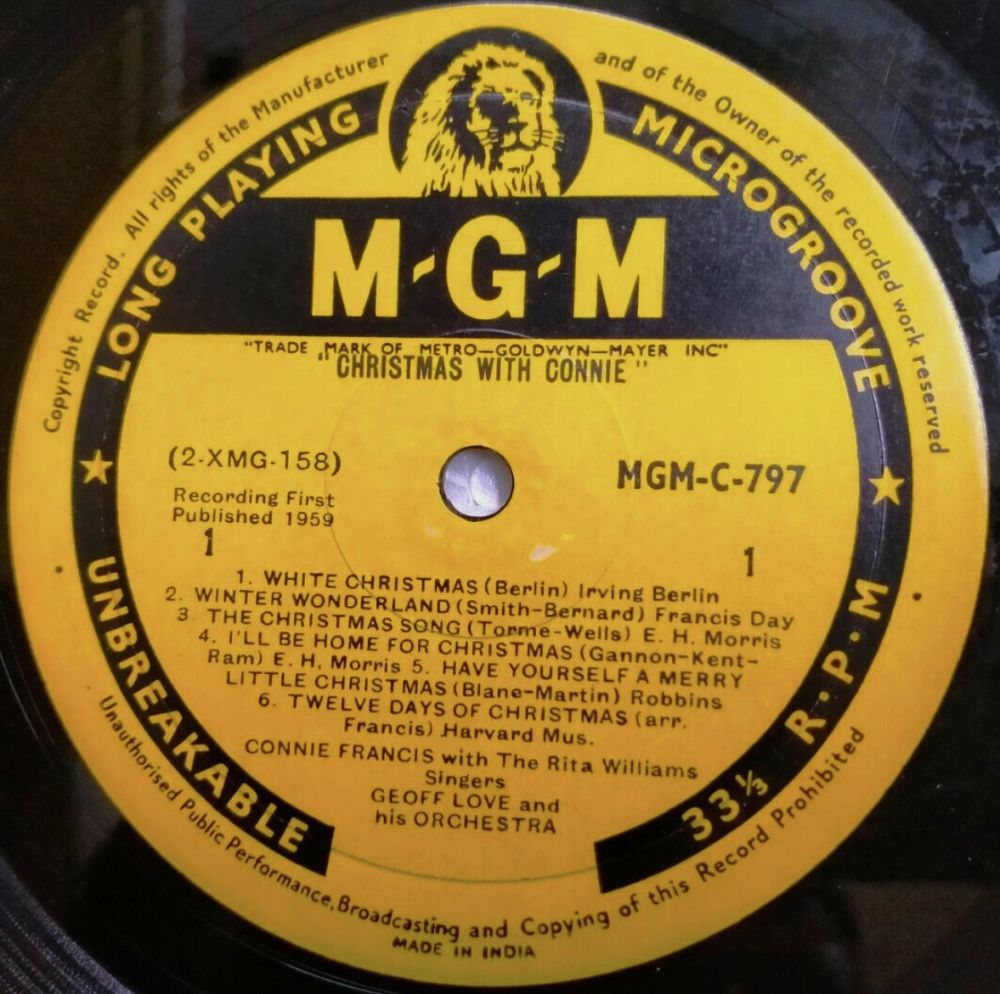 Copyright Record. All rights of the Manufacturer and of the Owner of the recorded work reserved
LONG PLAYING MICROGROOVE
M-G-M
"TRADE MARK OF METRO—GOLDWYN—MAYER INC"
"CHRISTMAS WITH CONNIE"
(2-XMG-158)
MGM-C-797
Recording First
Published 1959
1
1
1. WHITE CHRISTMAS (Berlin) Irving Berlin
2. WINTER WONDERLAND (Smith-Bernard) Francis Day
3. THE CHRISTMAS SONG (Torme-Wells) E. H. Morris
4. I'LL BE HOME FOR CHRISTMAS (Gannon-Kent-
Ram) E. H. Morris 5. HAVE YOURSELF A MERRY
LITTLE CHRISTMAS (Blane-Martin) Robbins
6. TWELVE DAYS OF CHRISTMAS (arr.
Francis) Harvard Mus.
CONNIE FRANCIS with The Rita Williams
Singers
GEOFF LOVE and
his ORCHESTRA
UNBREAKABLE
33⅓ R·P·M
Unauthorised Public Performance, Broadcasting and Copying of this Record Prohibited
MADE IN INDIA